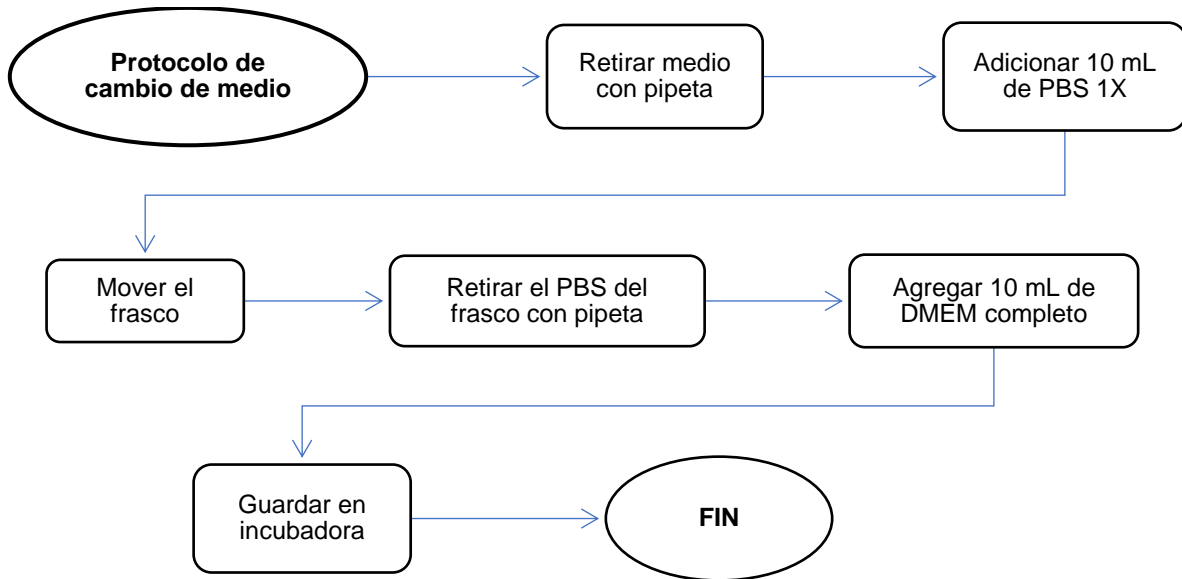 Protocolo de
cambio de medio
Retirar medio
con pipeta
Adicionar 10 mL
de PBS 1X
Mover el
frasco
Retirar el PBS del
frasco con pipeta
Agregar 10 mL de
DMEM completo
Guardar en
incubadora
FIN